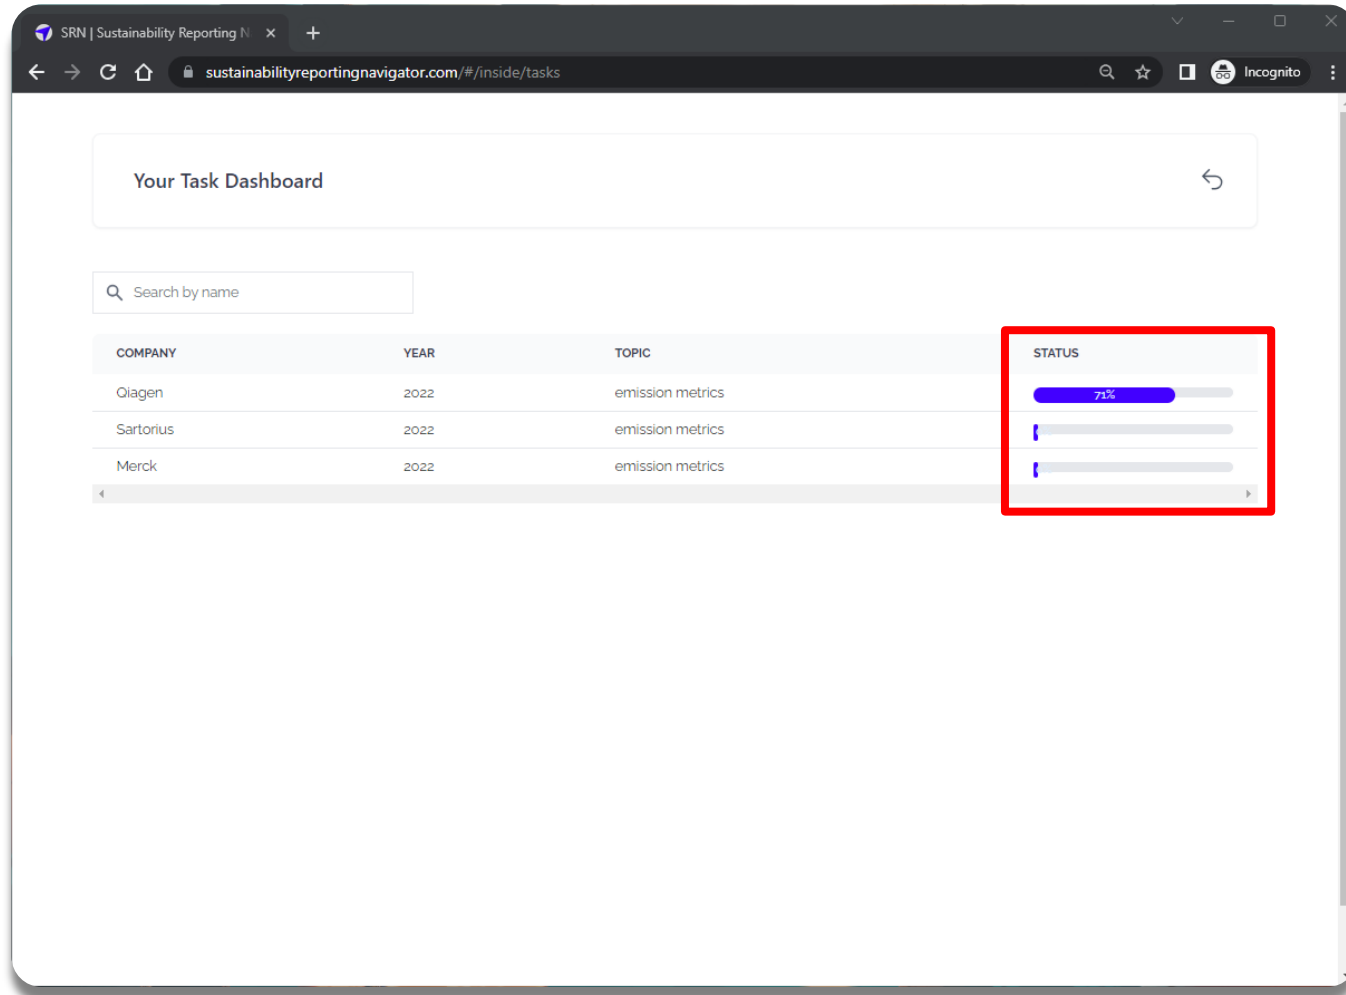 SRN | Sustainability Reporting N
sustainabilityreportingnavigator.com/#/inside/tasks
Incognito
Your Task Dashboard
Search by name
COMPANY YEAR TOPIC STATUS
Qiagen 2022 emission metrics 71%
Sartorius 2022 emission metrics
Merck 2022 emission metrics